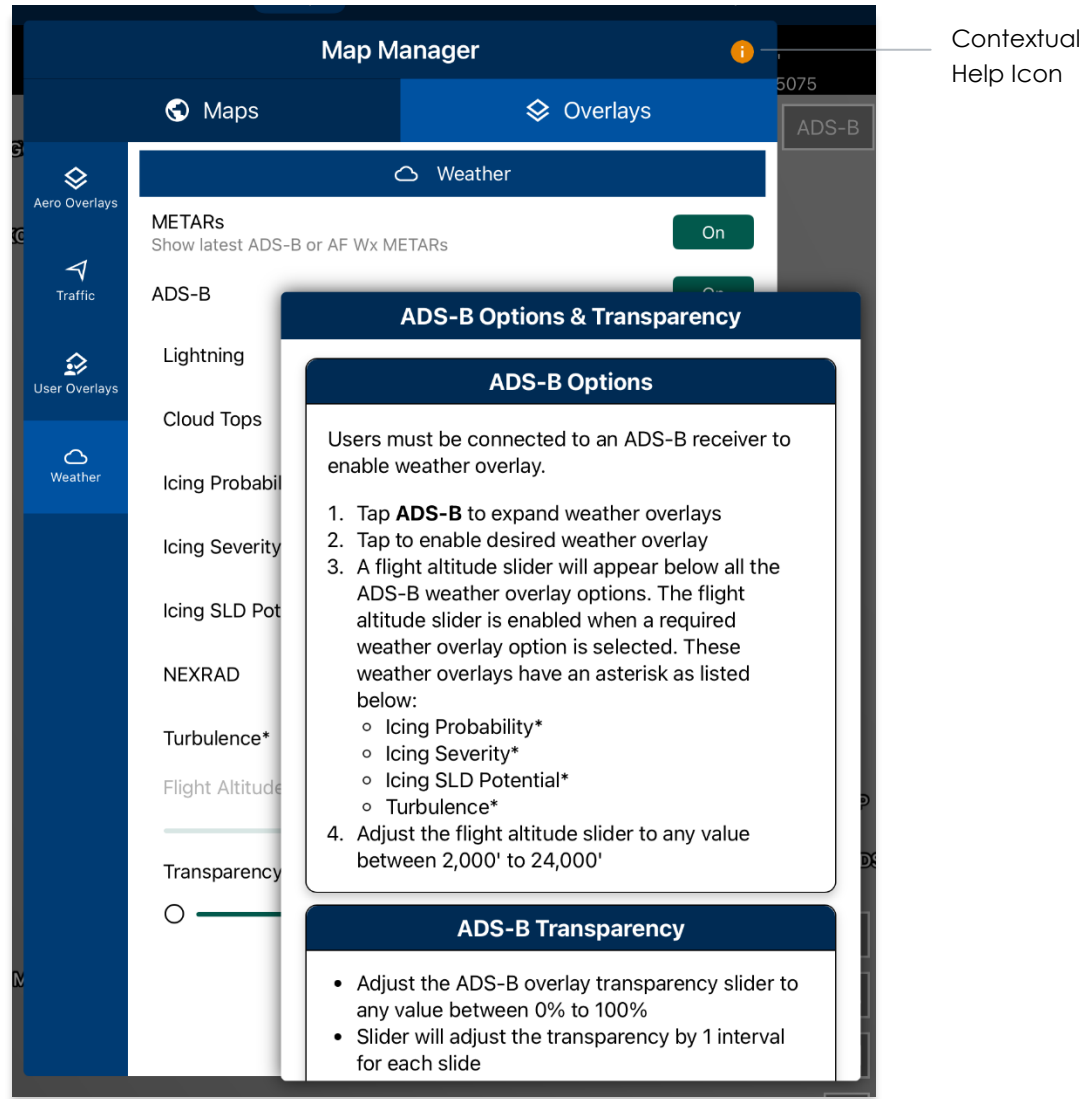 Map Manager
Contextual
Help Icon
5075
Maps
Overlays
ADS-B
Aero Overlays
Traffic
User Overlays
Weather
Weather
METARs
Show latest ADS-B or AF Wx METARs
On
ADS-B
Lightning
Cloud Tops
Icing Probabil
Icing Severity
Icing SLD Pot
NEXRAD
Turbulence*
Flight Altitude
Transparency
ADS-B Options & Transparency
ADS-B Options
Users must be connected to an ADS-B receiver to
enable weather overlay.
1. Tap ADS-B to expand weather overlays
2. Tap to enable desired weather overlay
3. A flight altitude slider will appear below all the
ADS-B weather overlay options. The flight
altitude slider is enabled when a required
weather overlay option is selected. These
weather overlays have an asterisk as listed
below:
◦ Icing Probability*
◦ Icing Severity*
◦ Icing SLD Potential*
◦ Turbulence*
4. Adjust the flight altitude slider to any value
between 2,000' to 24,000'
ADS-B Transparency
• Adjust the ADS-B overlay transparency slider to
any value between 0% to 100%
• Slider will adjust the transparency by 1 interval
for each slide